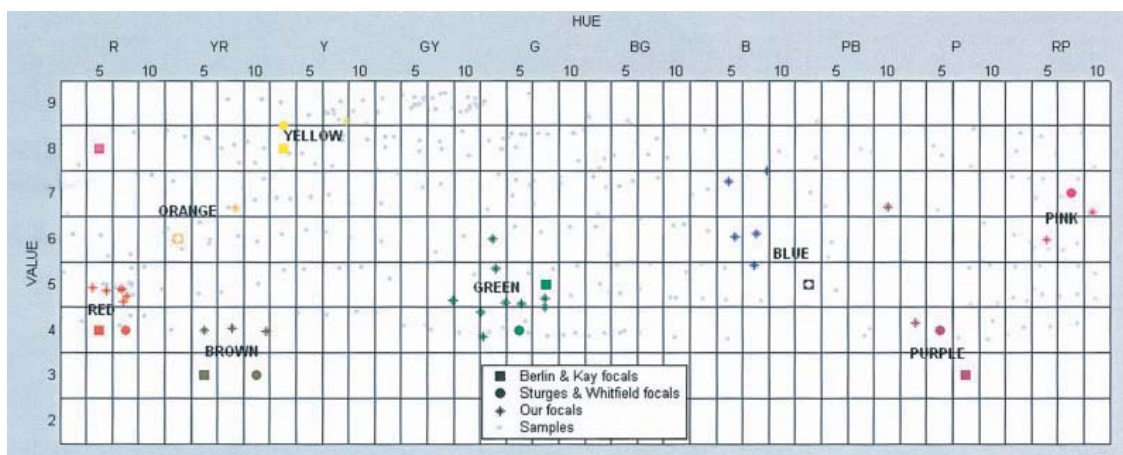 HUE
R YR Y GY G BG B PB P RP
5 10 5 10 5 10 5 10 5 10 5 10 5 10 5 10 5 10 5 10
9
YELLOW
8
7
ORANGE
PINK
VALUE
6
BLUE
5
GREEN
RED
4
BROWN
PURPLE
3
Berlin & Kay focals
Sturges & Whitfield focals
Our focals
2
Samples